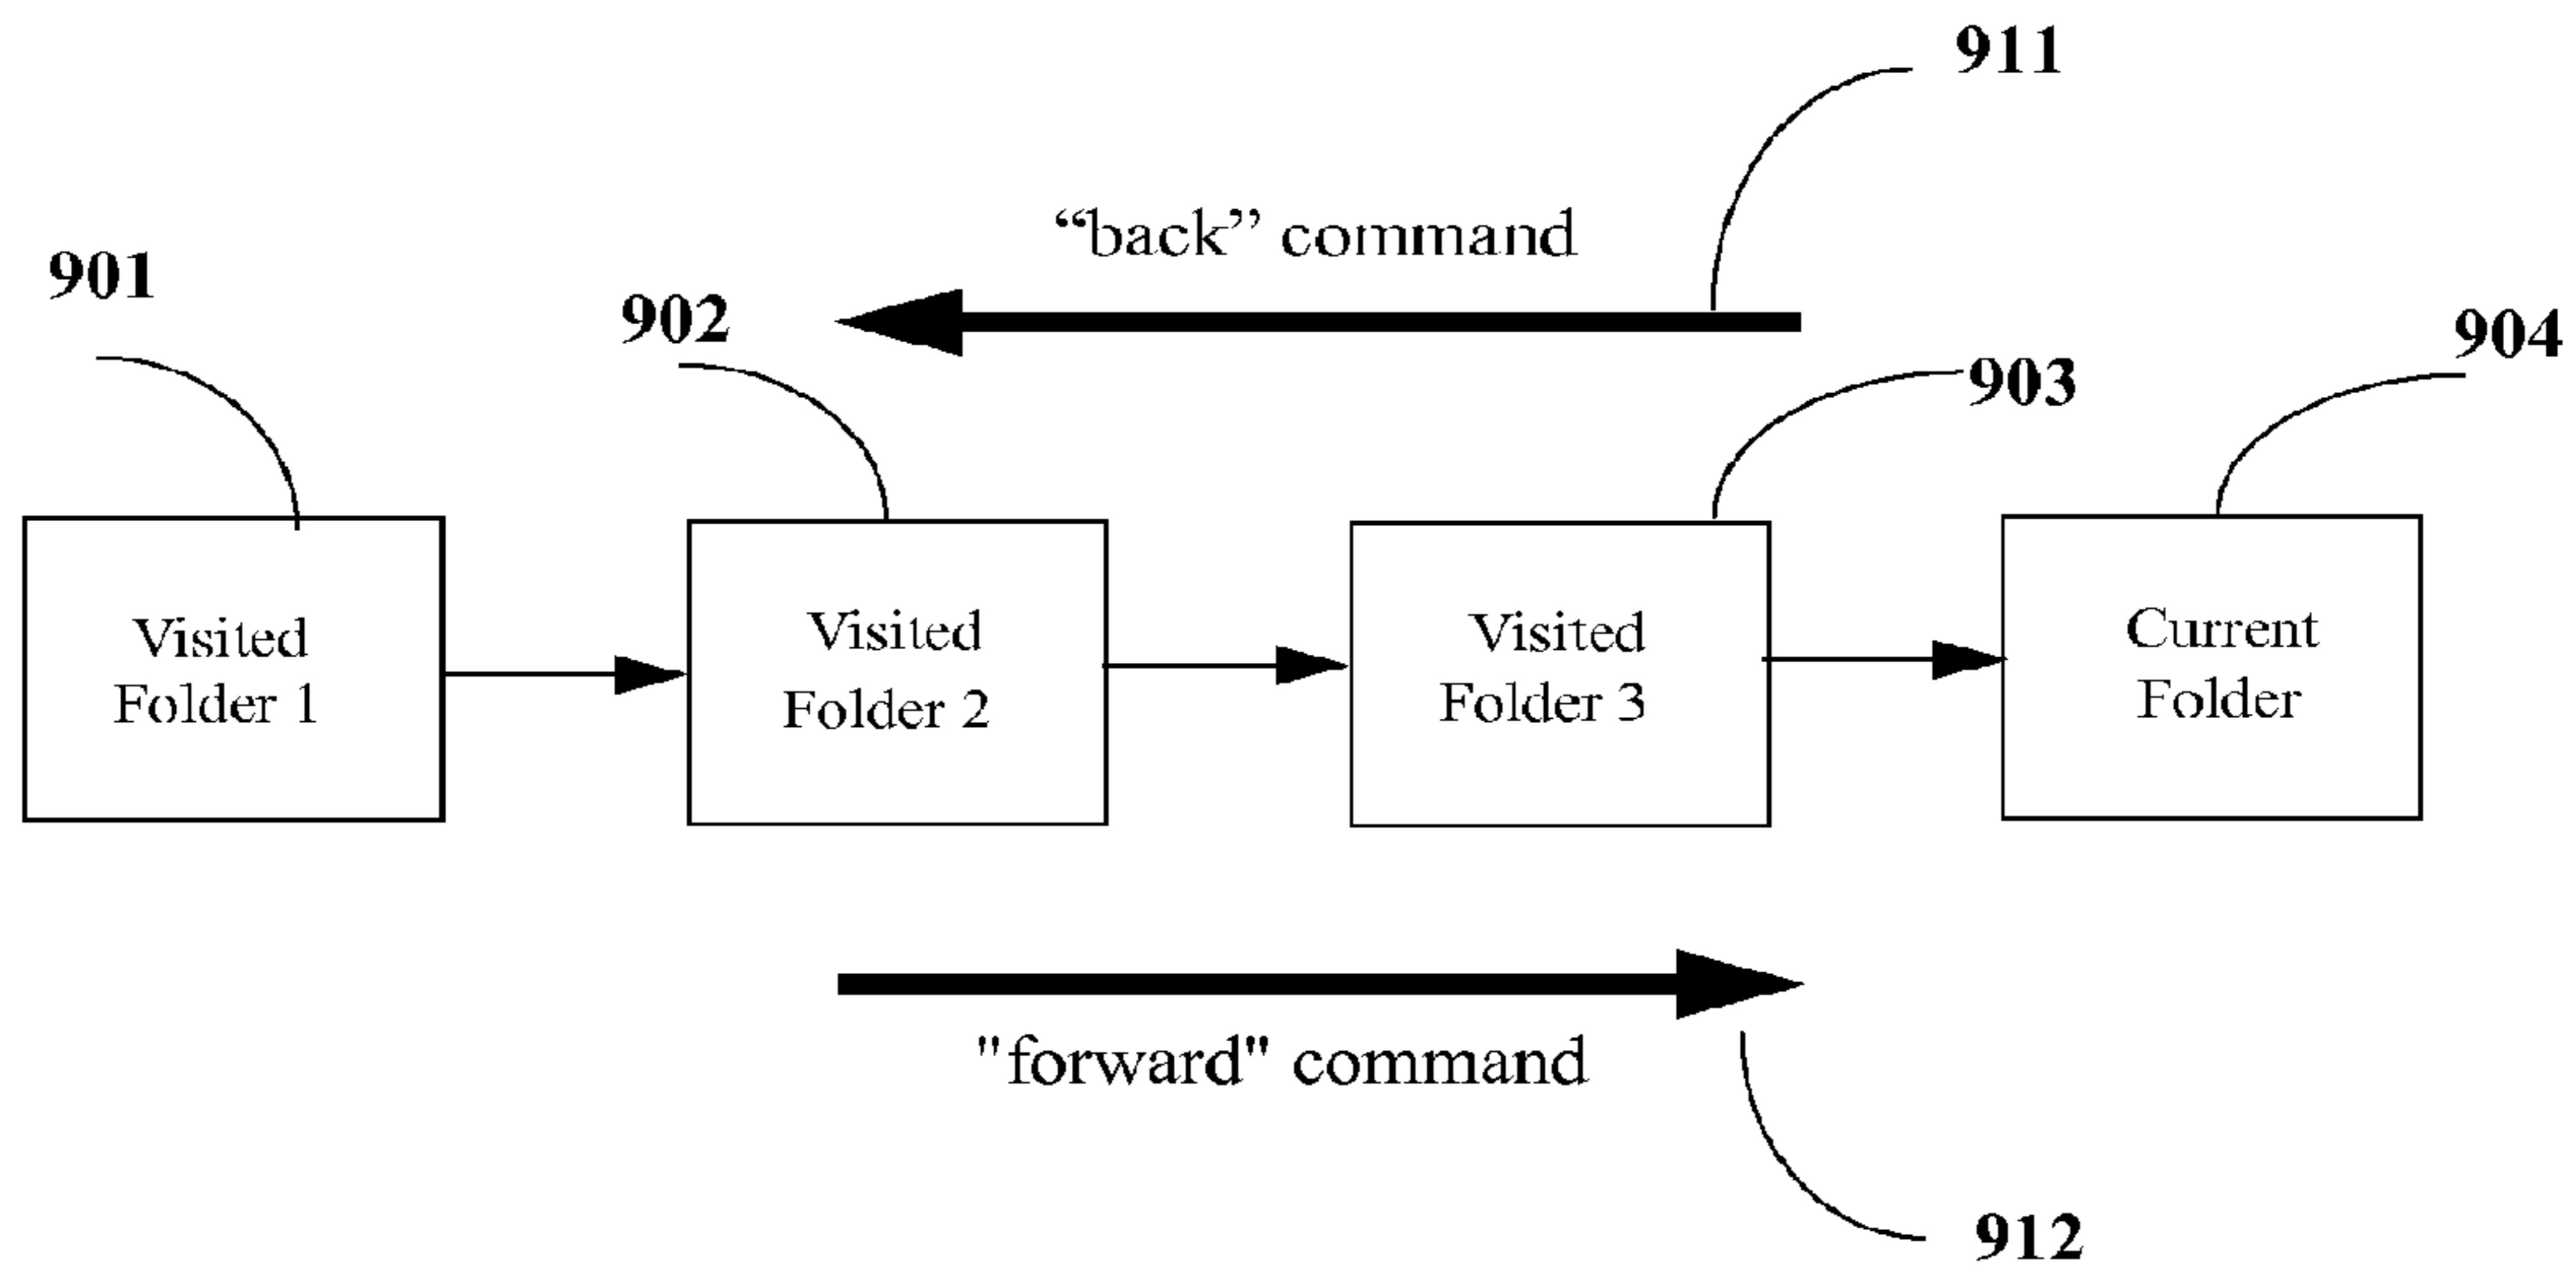 911
“back” command
901
902
904
903
Visited
Folder 1
Visited
Folder 2
Visited
Folder 3
Current
Folder
"forward" command
912